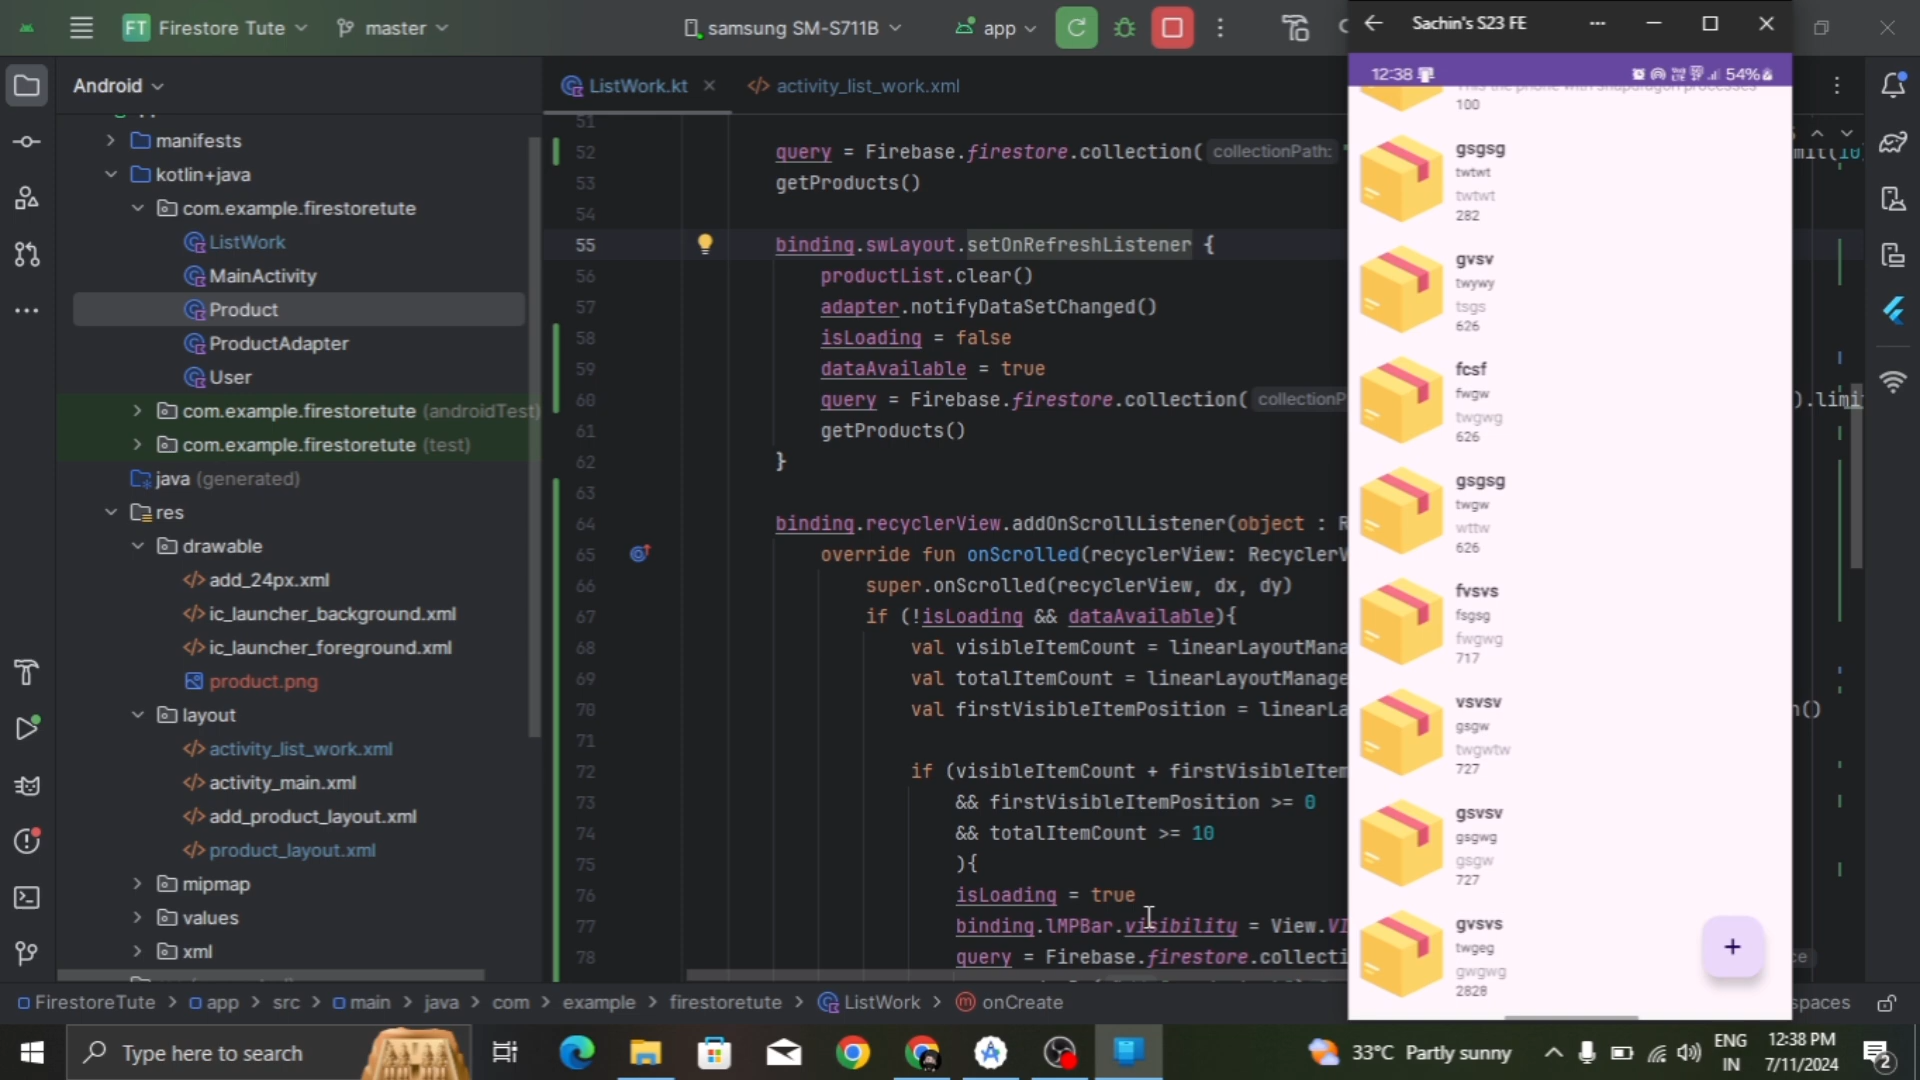 FT Firestore Tute
master
samsung SM-S711B
app
Sachin's S23 FE
Android
ListWork.kt
activity_list_work.xml
manifests
kotlin+java
com.example.firestoretute
ListWork
MainActivity
Product
ProductAdapter
User
com.example.firestoretute (androidTest)
com.example.firestoretute (test)
java (generated)
res
drawable
add_24px.xml
ic_launcher_background.xml
ic_launcher_foreground.xml
product.png
layout
activity_list_work.xml
activity_main.xml
add_product_layout.xml
product_layout.xml
mipmap
values
xml
51
52 query = Firebase.firestore.collection( collectionPath:
53 getProducts()
54
55 binding.swLayout.setOnRefreshListener {
56 productList.clear()
57 adapter.notifyDataSetChanged()
58 isLoading = false
59 dataAvailable = true
60 query = Firebase.firestore.collection( collectionP ).limi
61 getProducts()
62 }
63
64 binding.recyclerView.addOnScrollListener(object : R
65 override fun onScrolled(recyclerView: RecyclerV
66 super.onScrolled(recyclerView, dx, dy)
67 if (!isLoading && dataAvailable){
68 val visibleItemCount = linearLayoutMana
69 val totalItemCount = linearLayoutManage
70 val firstVisibleItemPosition = linearLa n()
71
72 if (visibleItemCount + firstVisibleItem
73 && firstVisibleItemPosition >= 0
74 && totalItemCount >= 10
75 ){
76 isLoading = true
77 binding.lMPBar.visibility = View.VI
78 query = Firebase.firestore.collecti
12:38
54%
This the phone with snapdragon processes
100
gsgsg
twtwt
twtwt
282
gvsv
twywy
tsgs
626
fcsf
fwgw
twgwg
626
gsgsg
twgw
wttw
626
fvsvs
fsgsg
fwgwg
717
vsvsv
gsgw
twgwtw
727
gsvsv
gsgwg
gsgw
727
gvsvs
twgeg
gwgwg
2828
+
FirestoreTute > app > src > main > java > com > example > firestoretute > ListWork > onCreate
spaces
Type here to search
33°C Partly sunny
ENG
IN
12:38 PM
7/11/2024
2